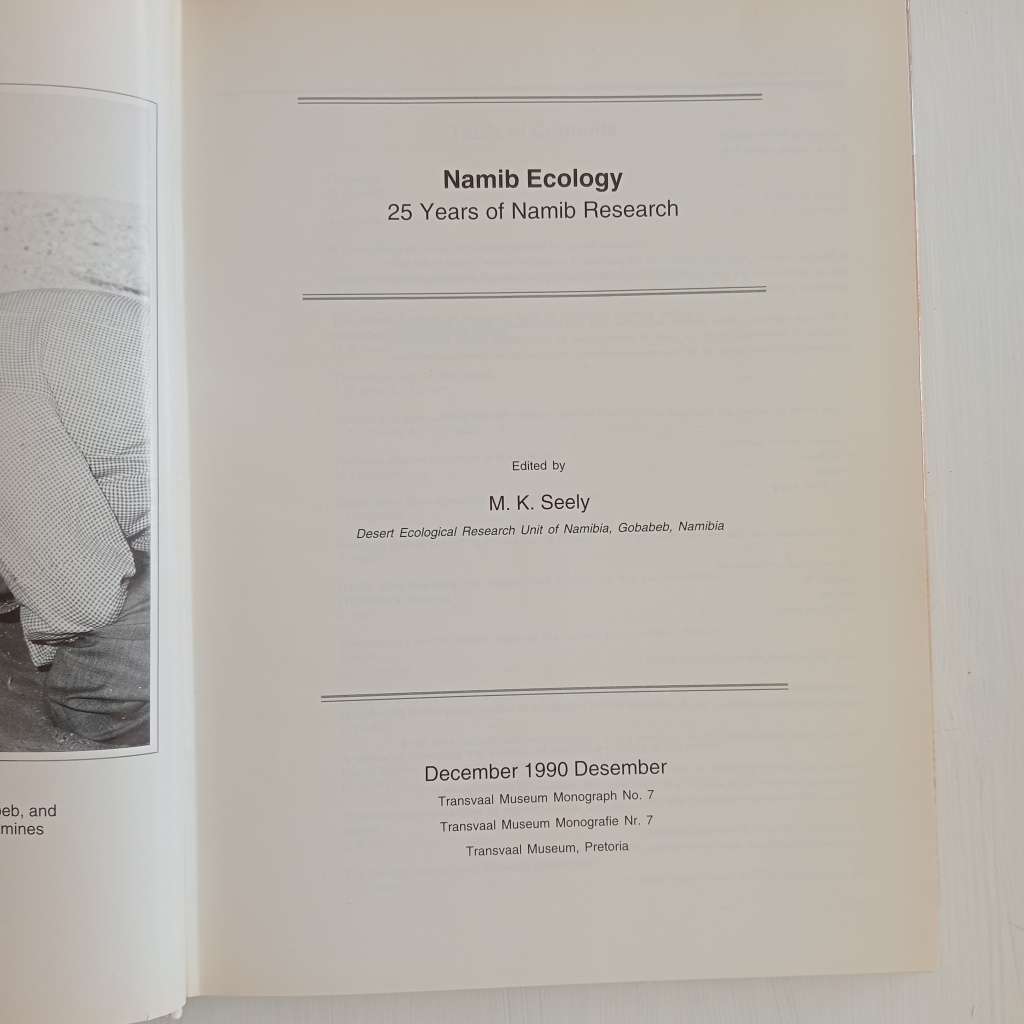 and
mines
Namib Ecology
25 Years of Namib Research
Edited by
M. K. Seely
Desert Ecological Research Unit of Namibia, Gobabeb, Namibia
December 1990 Desember
Transvaal Museum Monograph No. 7
Transvaal Museum Monografie Nr. 7
Transvaal Museum, Pretoria